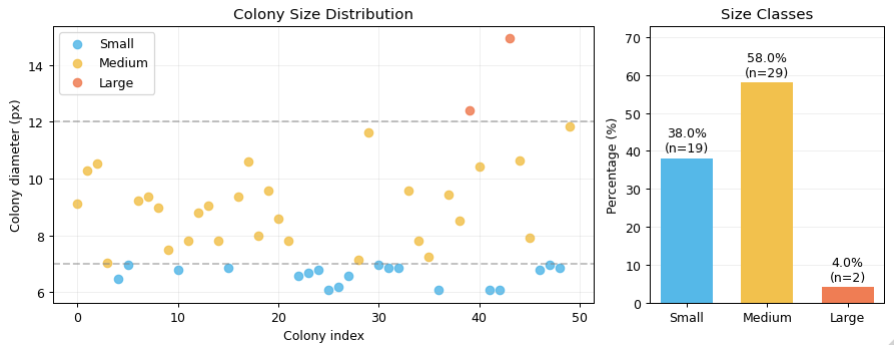 Colony Size Distribution
Small
Medium
Large
14
12
10
8
6
Colony diameter (px)
0
10
20
30
40
50
Colony index
Size Classes
70
60
50
40
30
20
10
0
Percentage (%)
38.0%
(n=19)
58.0%
(n=29)
4.0%
(n=2)
Small
Medium
Large